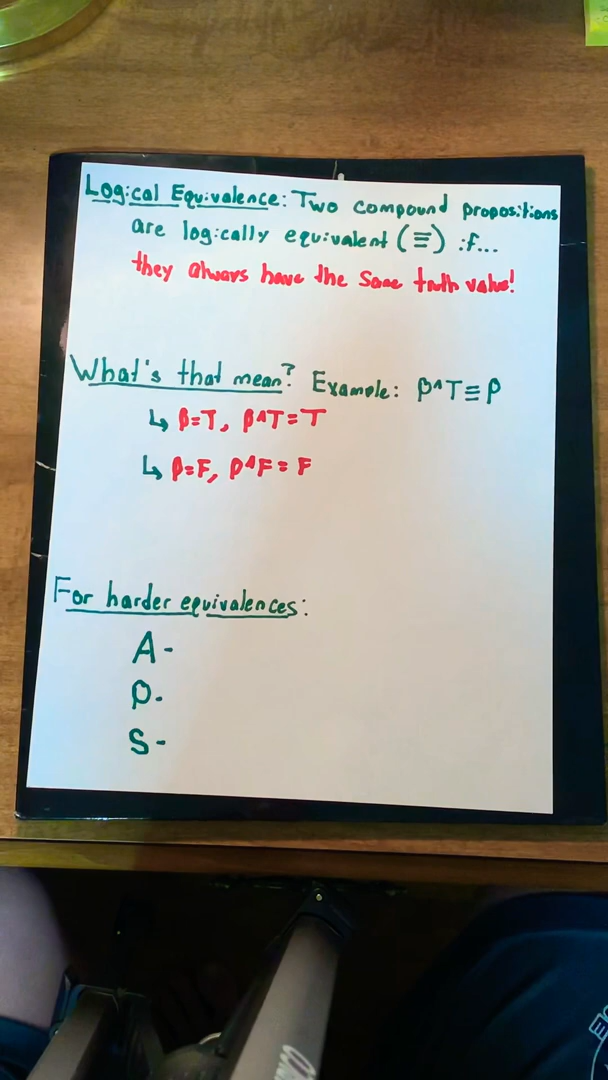 Logical Equivalence: Two compound propositions
are logically equivalent (≡) if...
they always have the same truth value!
What's that mean? Example: p^T≡p
↳ p=T, p^T=T
↳ p=F, p^F=F
For harder equivalences:
A-
P-
S-